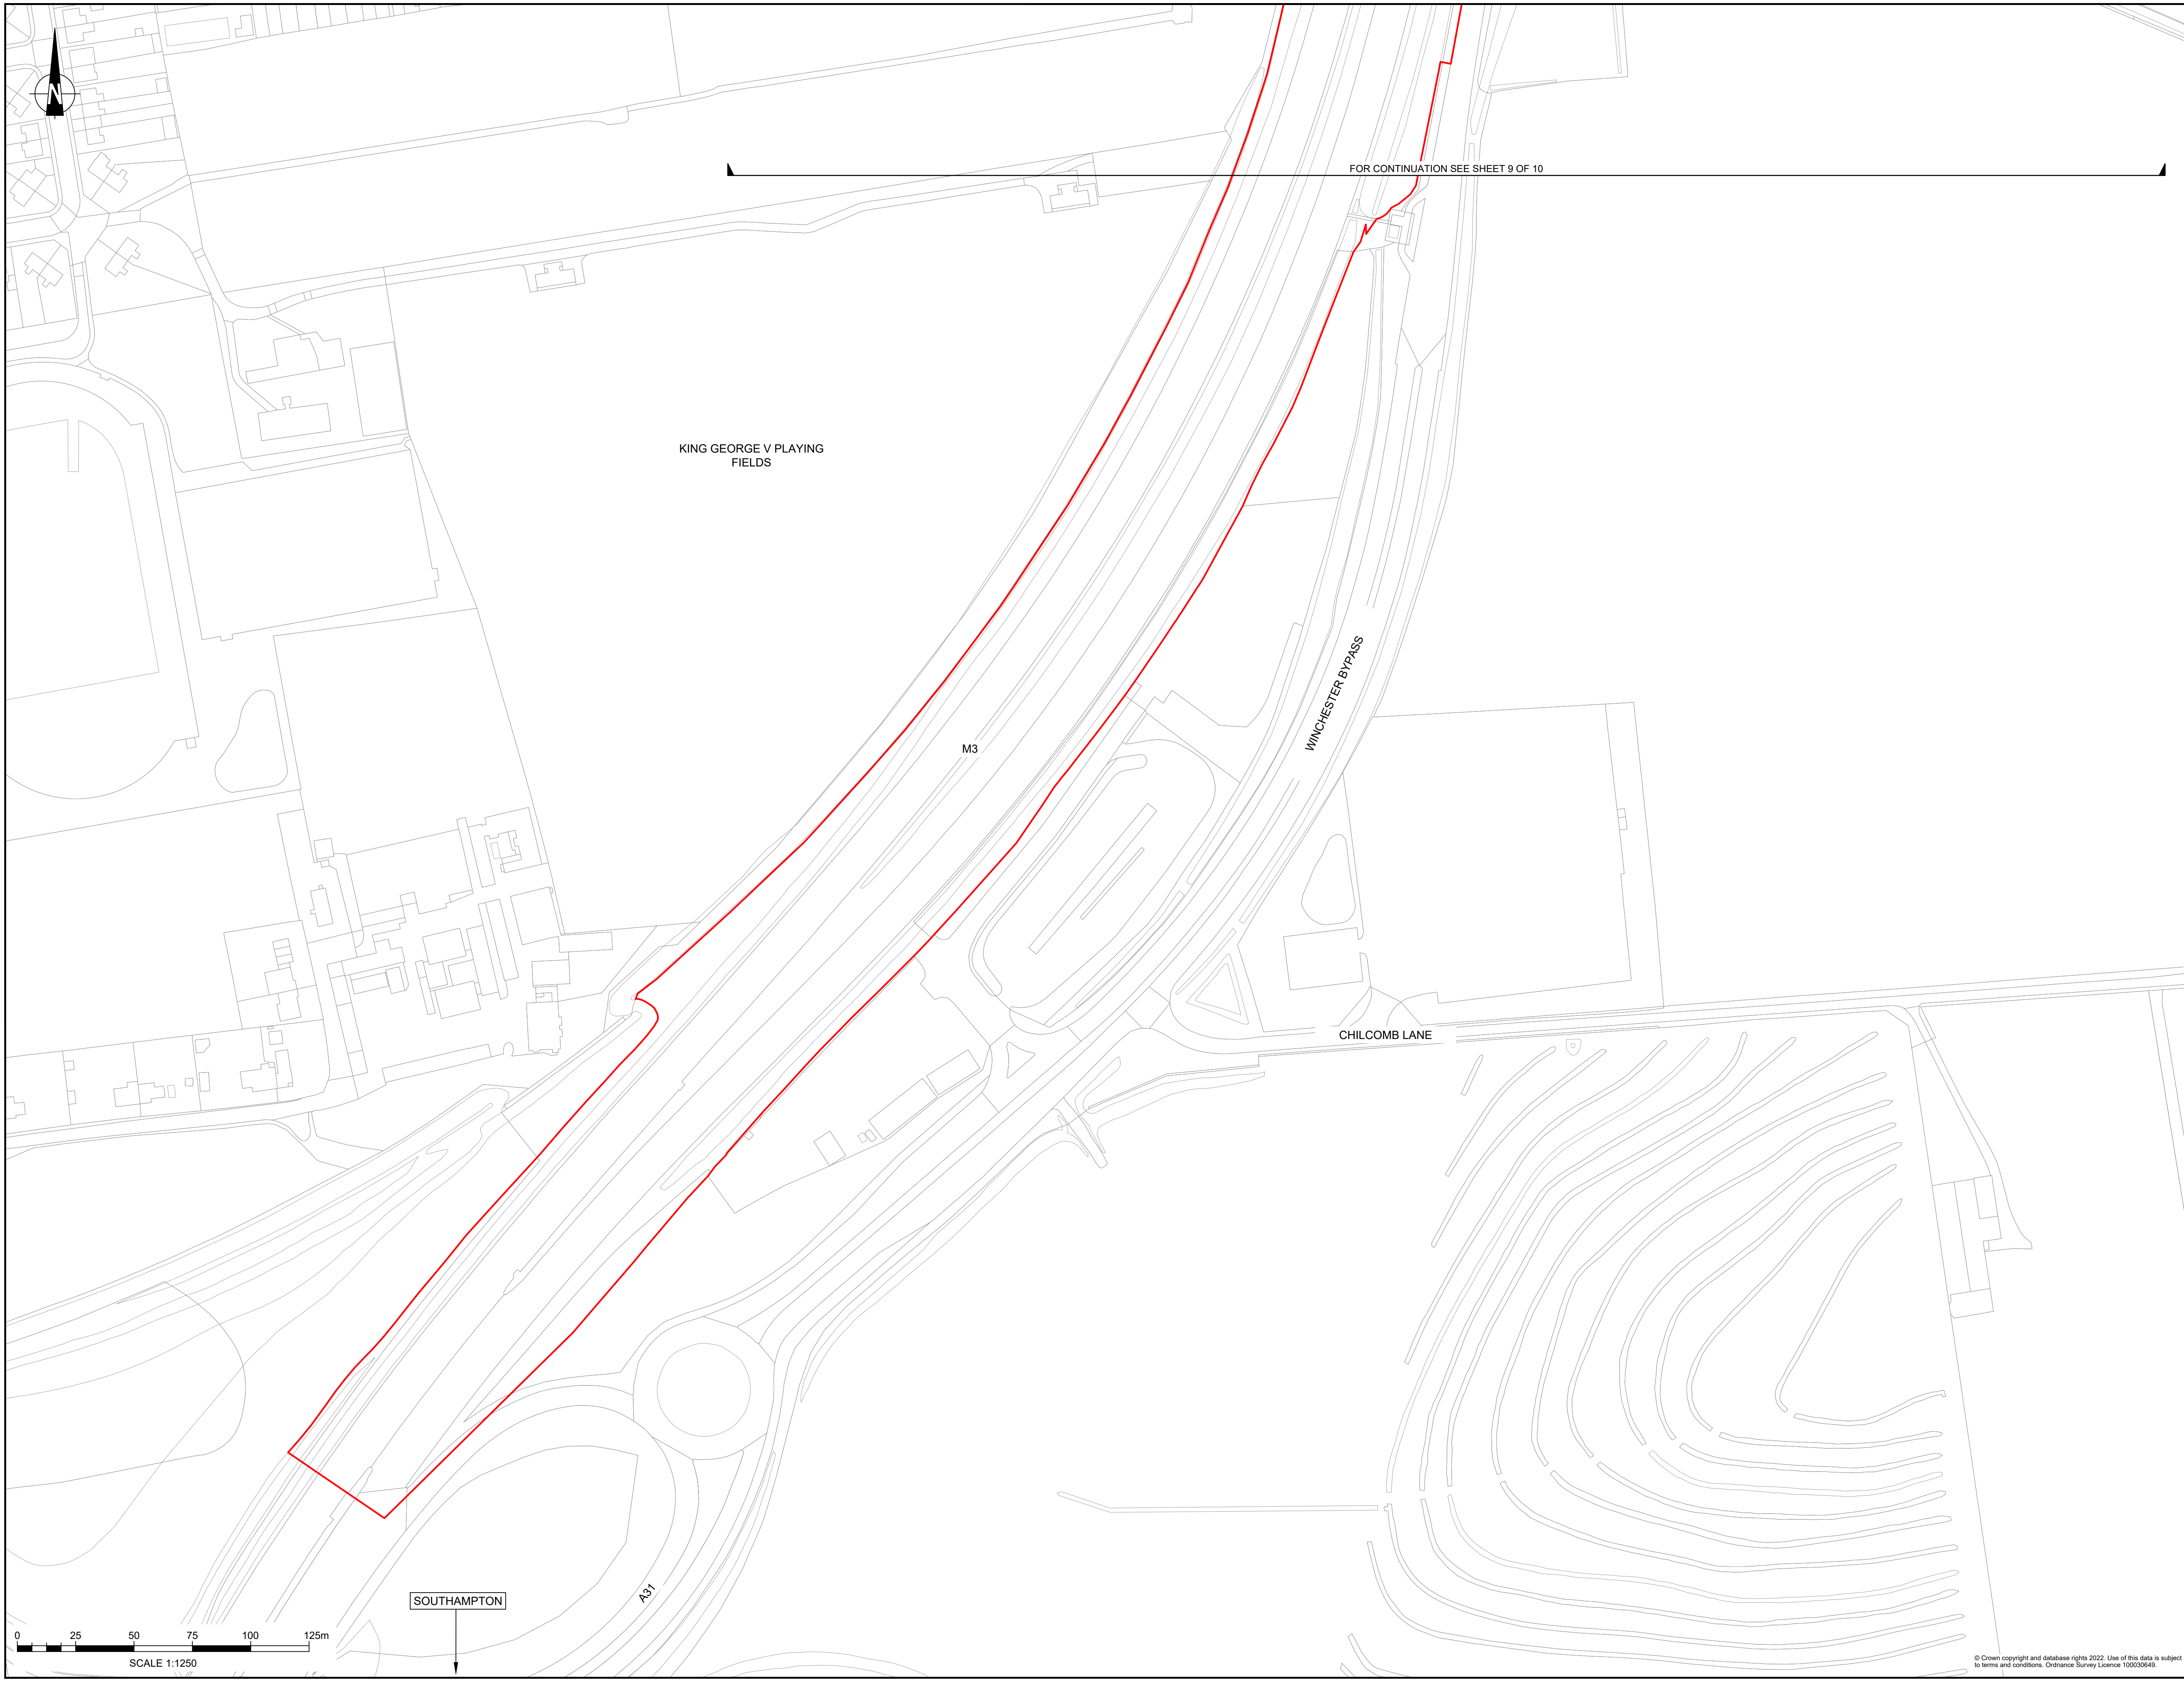 N
FOR CONTINUATION SEE SHEET 9 OF 10
KING GEORGE V PLAYING
FIELDS
WINCHESTER BYPASS
M3
CHILCOMB LANE
A31
SOUTHAMPTON
0 25 50 75 100 125m
SCALE 1:1250
© Crown copyright and database rights 2022. Use of this data is subject
to terms and conditions. Ordnance Survey Licence 100030649.